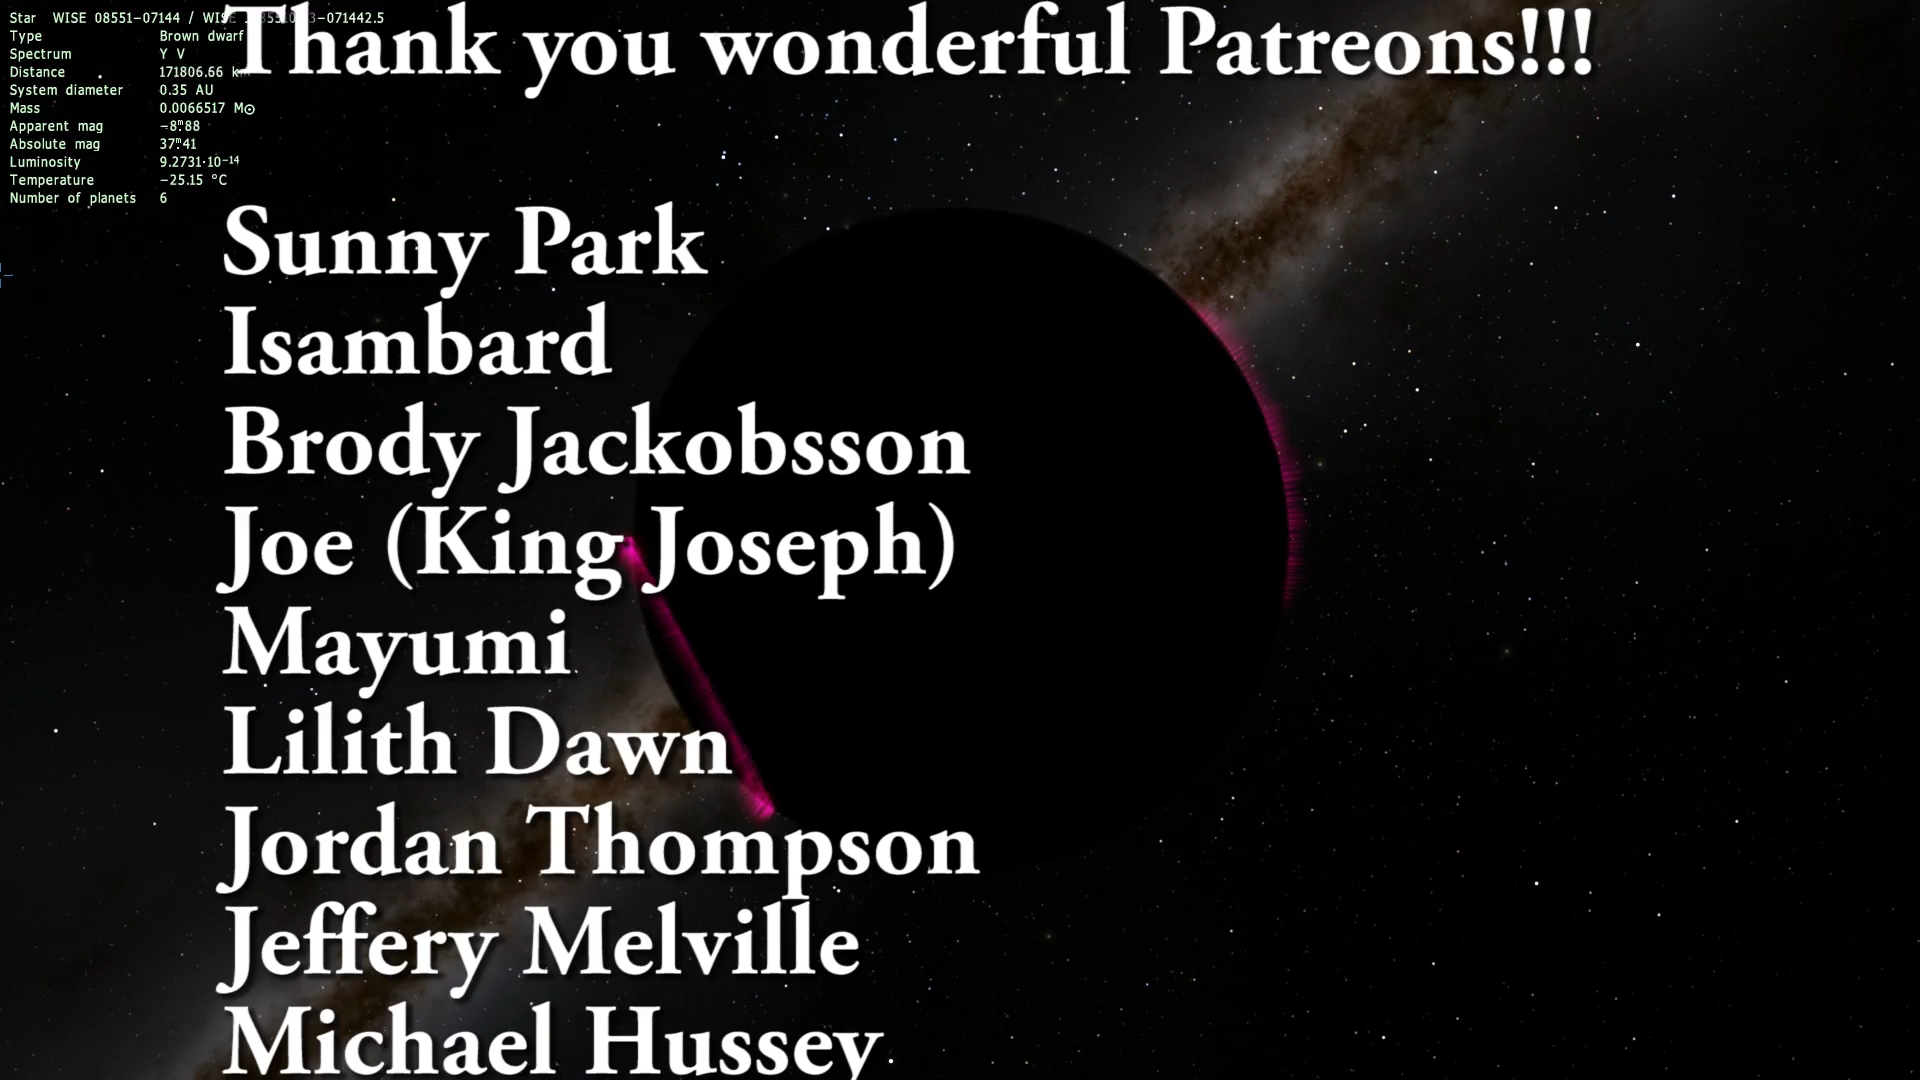 Thank you wonderful Patreons!!!
Star WISE 08551-07144 / WISE -071442.5
Type Brown dwarf
Spectrum Y V
Distance 171806.66 km
System diameter 0.35 AU
Mass 0.0066517 M☉
Apparent mag -8ᵐ88
Absolute mag 37ᵐ41
Luminosity 9.2731·10⁻¹⁴
Temperature -25.15 °C
Number of planets 6
Sunny Park
Isambard
Brody Jackobsson
Joe (King Joseph)
Mayumi
Lilith Dawn
Jordan Thompson
Jeffery Melville
Michael Hussey